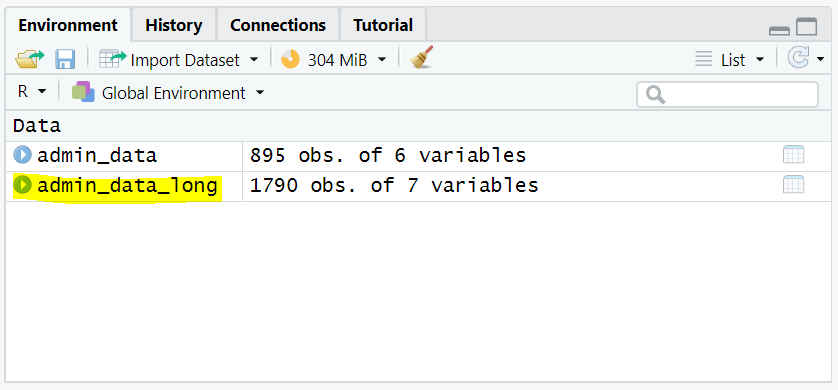 Environment History Connections Tutorial
Import Dataset 304 MiB List
R Global Environment
Data
admin_data 895 obs. of 6 variables
admin_data_long 1790 obs. of 7 variables